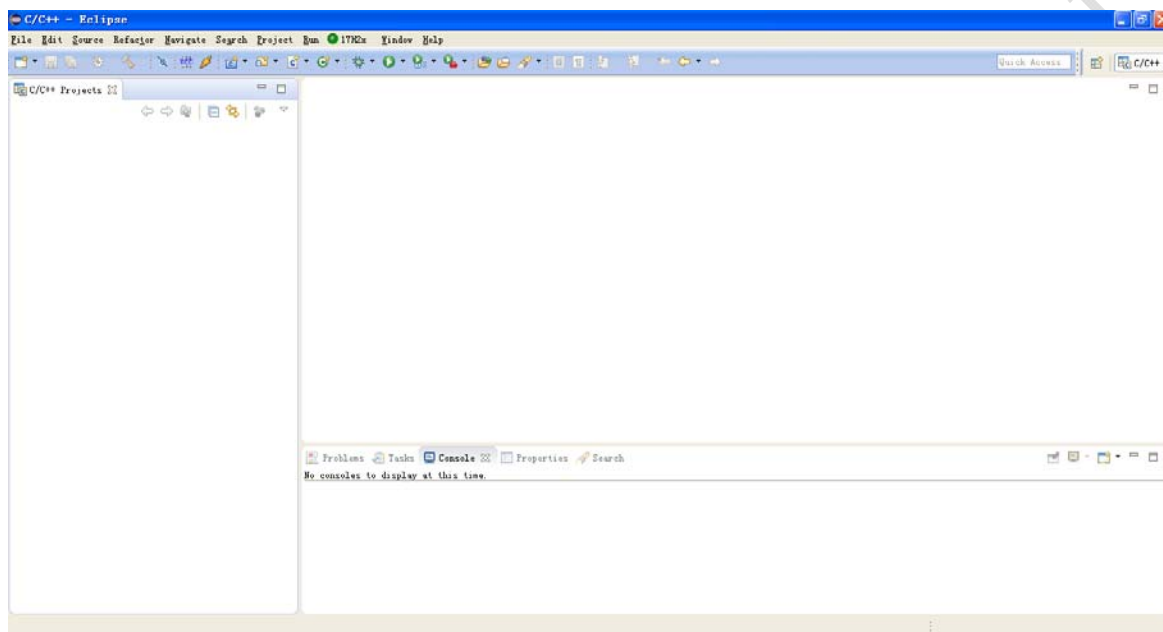 C/C++ - Eclipse
File Edit Source Refactor Navigate Search Project Run 17H2x Window Help
Quick Access C/C++
C/C++ Projects
Problems Tasks Console Properties Search
No consoles to display at this time.